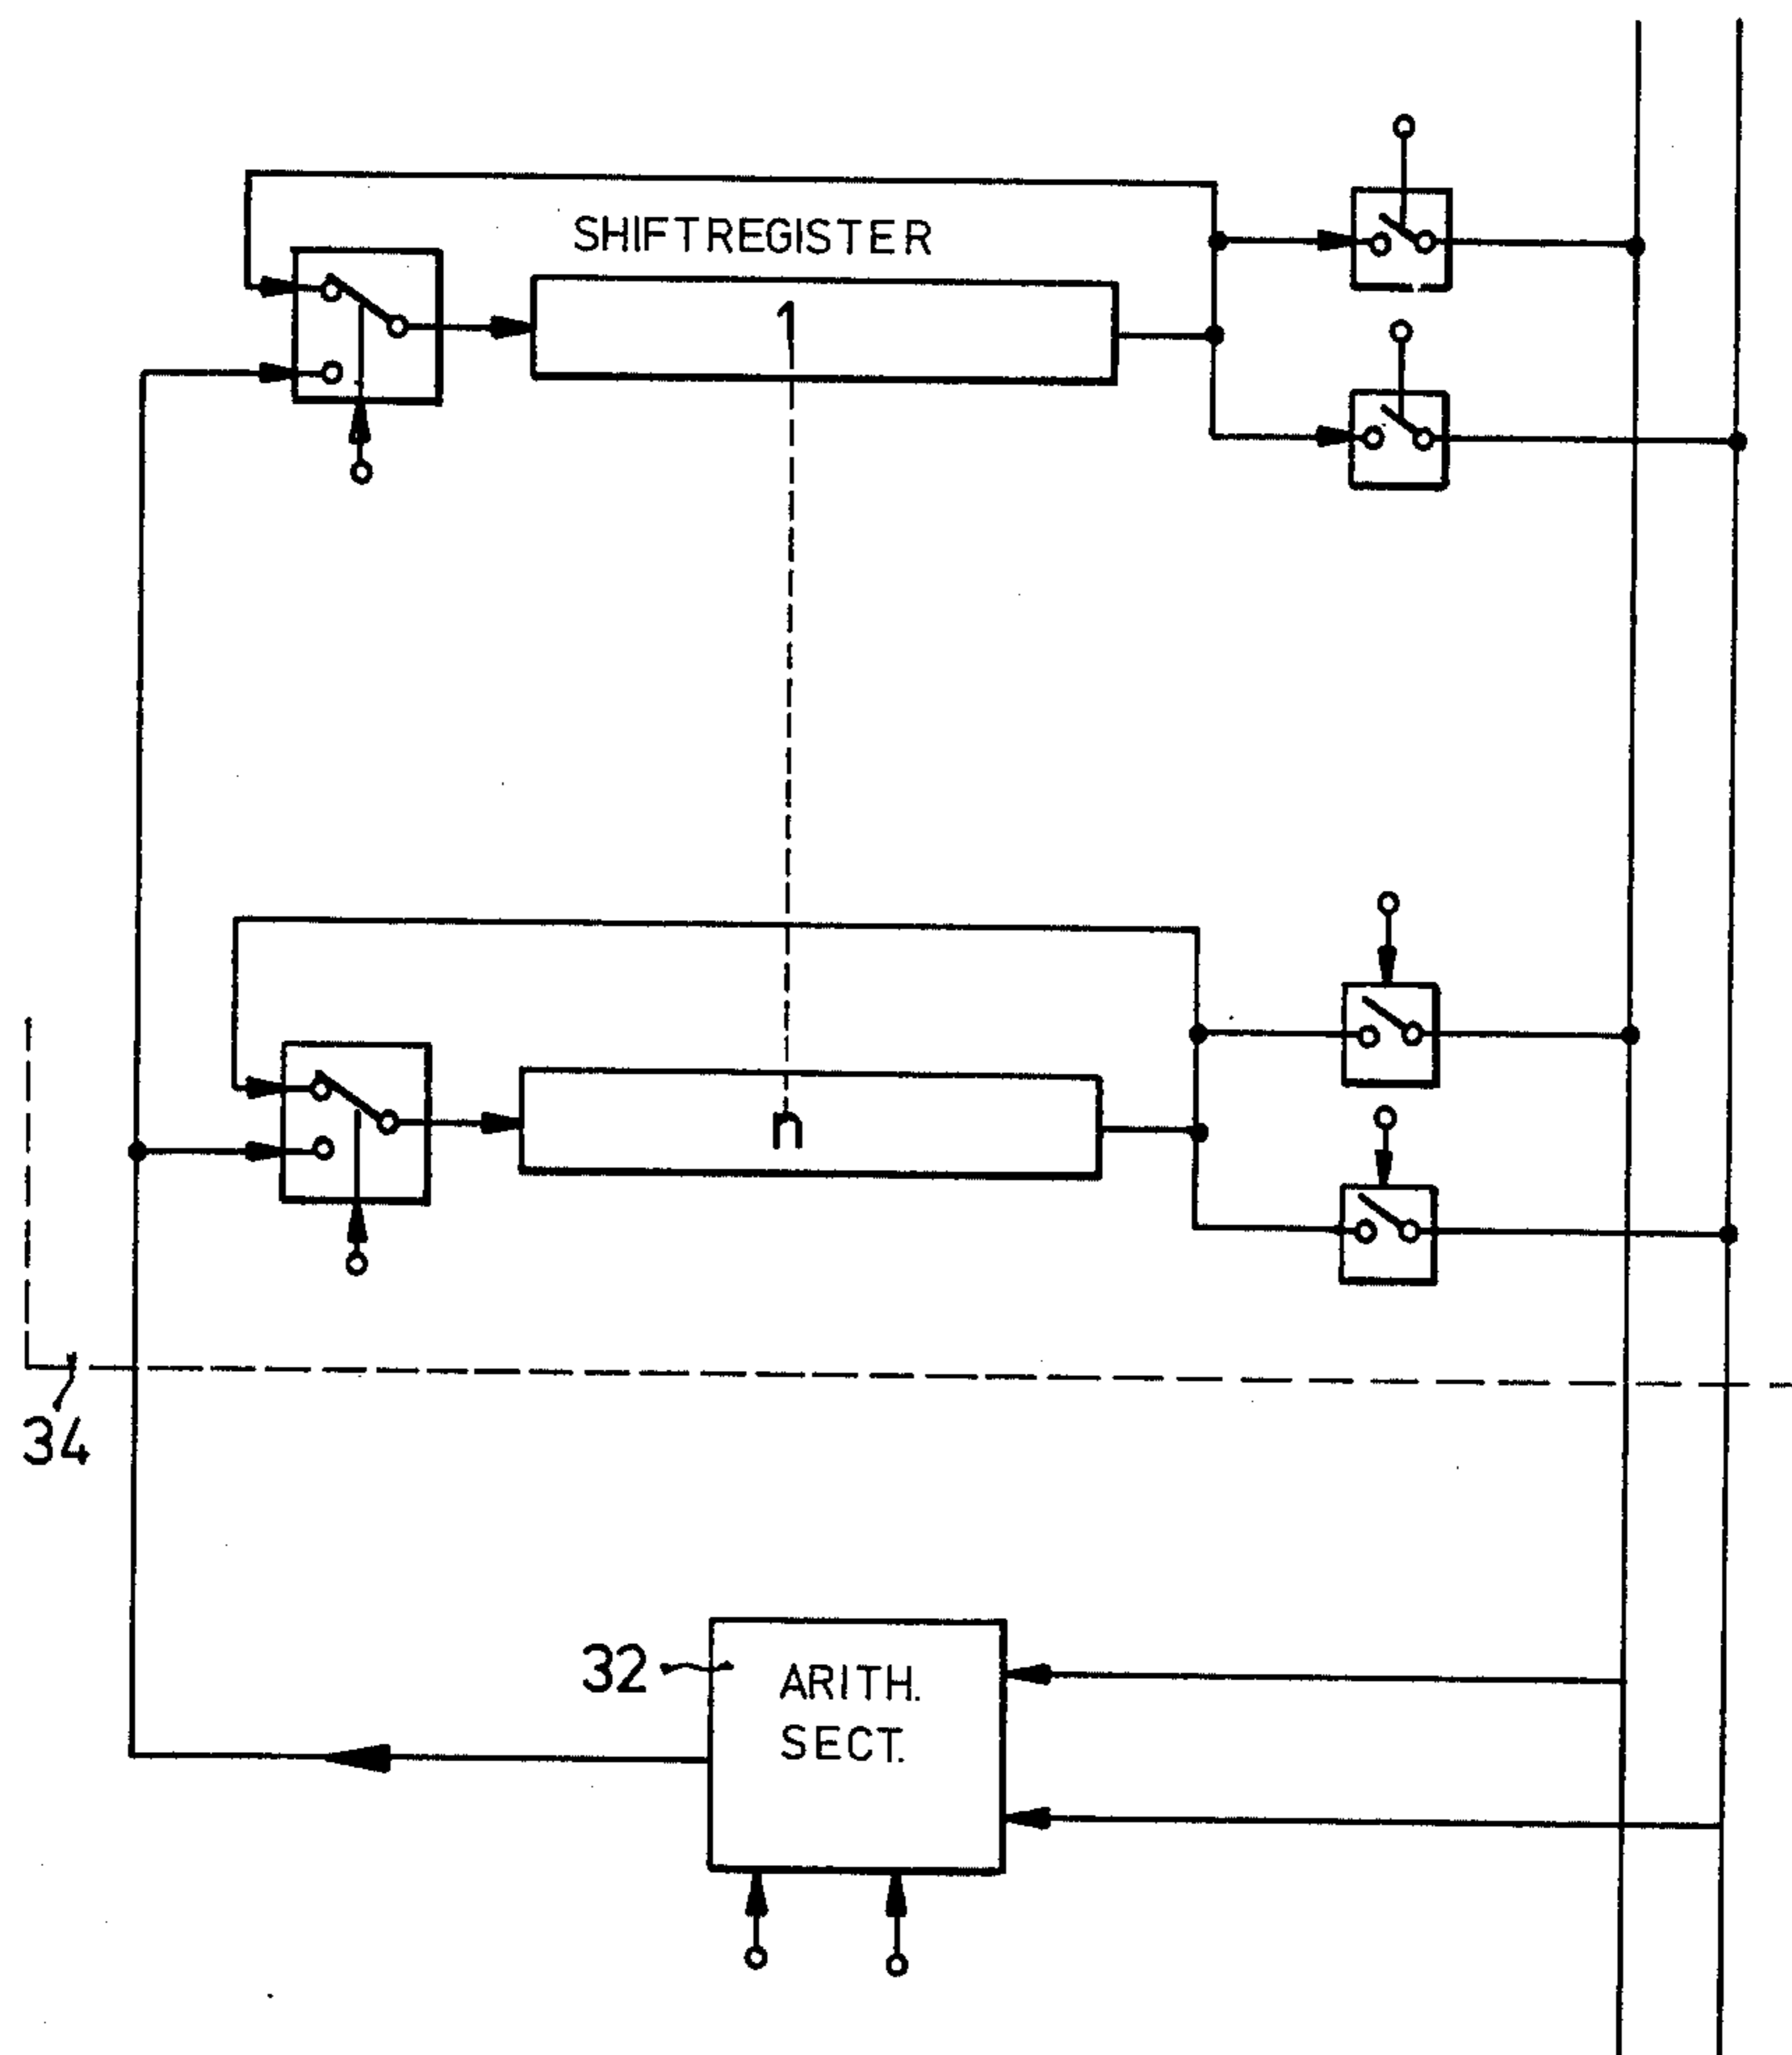 SHIFTREGISTER
1
n
34
32
ARITH.
SECT.